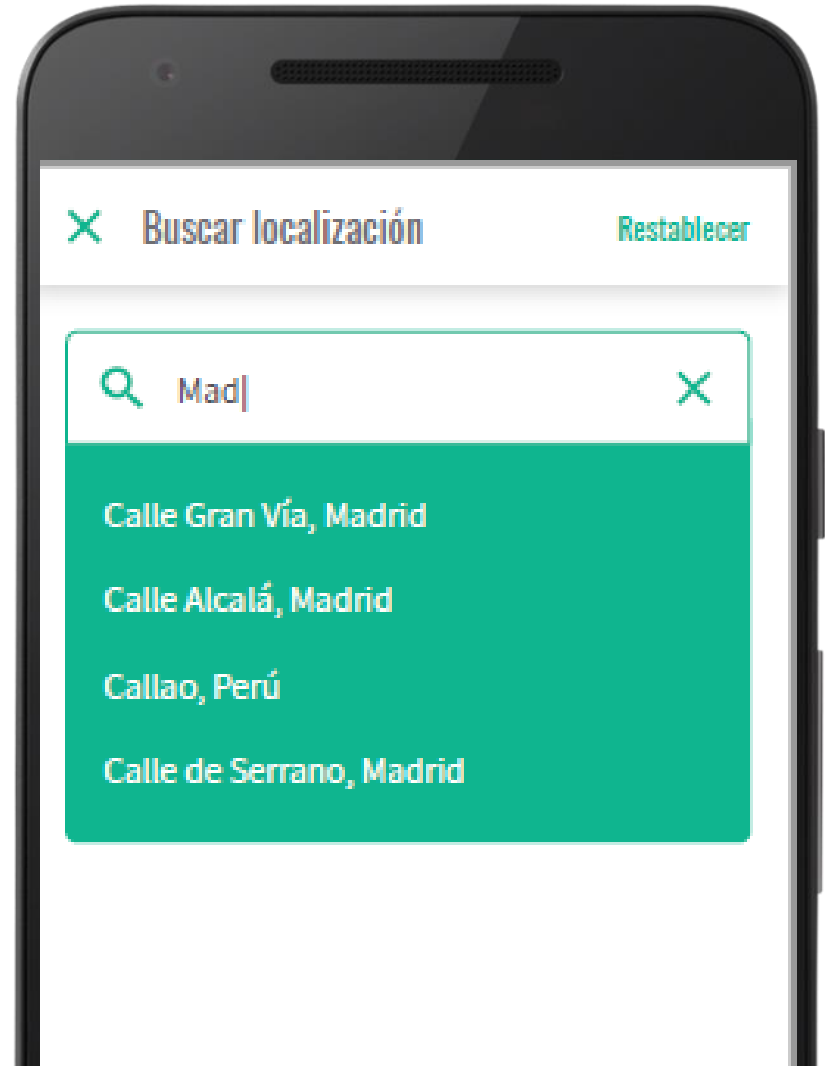 Buscar localización
Restablecer
Mad
Calle Gran Vía, Madrid
Calle Alcalá, Madrid
Callao, Perú
Calle de Serrano, Madrid